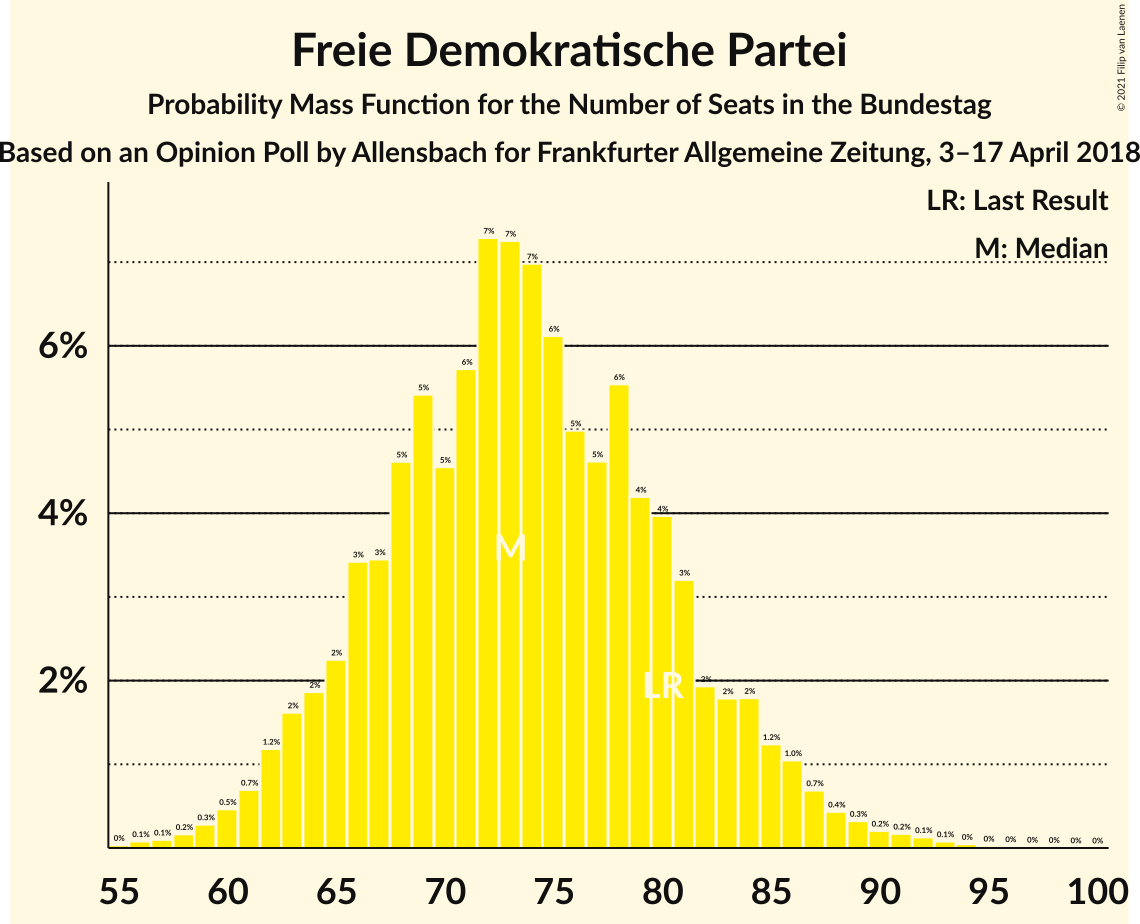 Freie Demokratische Partei
Probability Mass Function for the Number of Seats in the Bundestag
Based on an Opinion Poll by Allensbach for Frankfurter Allgemeine Zeitung, 3–17 April 2018
© 2021 Filip van Laenen
LR: Last Result
M: Median
6%
4%
2%
0% 0.1% 0.1% 0.2% 0.3% 0.5% 0.7% 1.2% 2% 2% 2% 3% 3% 5% 5% 5% 6% 7% 7% 7% 6% 5% 5% 6% 4% 4% 3% 2% 2% 2% 1.2% 1.0% 0.7% 0.4% 0.3% 0.2% 0.2% 0.1% 0.1% 0% 0% 0% 0% 0% 0% 0%
M
LR
55 60 65 70 75 80 85 90 95 100